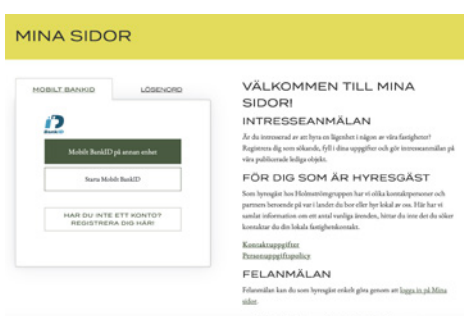 MINA SIDOR
MOBILT BANKID
LÖSENORD
BankID
Mobilt BankID på annan enhet
Starta Mobilt BankID
HAR DU INTE ETT KONTO?
REGISTRERA DIG HÄR!
VÄLKOMMEN TILL MINA
SIDOR!
INTRESSEANMÄLAN
Är du intresserad av att hyra en lägenhet i någon av våra fastigheter?
Registrera dig som sökande, fyll i dina uppgifter och gör intresseanmälan på
våra publicerade lediga objekt.
FÖR DIG SOM ÄR HYRESGÄST
Som hyresgäst hos Holmströmgruppen har vi olika kontaktpersoner och
partners beroende på var i landet du bor eller hyr lokal av oss. Här har vi
samlat information om ett antal vanliga ärenden, hittar du inte det du söker
kontaktar du din lokala fastighetskontakt.
Kontaktuppgifter
Personuppgiftspolicy
FELANMÄLAN
Felanmälan kan du som hyresgäst enkelt göra genom att logga in på Mina
sidor.